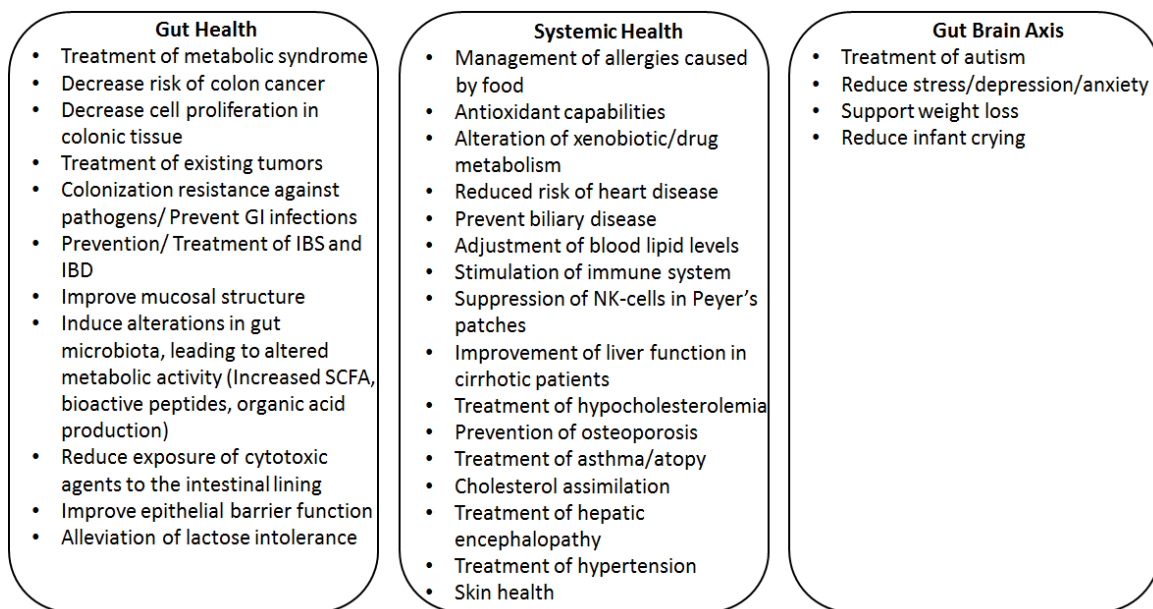 Gut Health
• Treatment of metabolic syndrome
• Decrease risk of colon cancer
• Decrease cell proliferation in
colonic tissue
• Treatment of existing tumors
• Colonization resistance against
pathogens/ Prevent GI infections
• Prevention/ Treatment of IBS and
IBD
• Improve mucosal structure
• Induce alterations in gut
microbiota, leading to altered
metabolic activity (Increased SCFA,
bioactive peptides, organic acid
production)
• Reduce exposure of cytotoxic
agents to the intestinal lining
• Improve epithelial barrier function
• Alleviation of lactose intolerance
Systemic Health
• Management of allergies caused
by food
• Antioxidant capabilities
• Alteration of xenobiotic/drug
metabolism
• Reduced risk of heart disease
• Prevent biliary disease
• Adjustment of blood lipid levels
• Stimulation of immune system
• Suppression of NK-cells in Peyer’s
patches
• Improvement of liver function in
cirrhotic patients
• Treatment of hypocholesterolemia
• Prevention of osteoporosis
• Treatment of asthma/atopy
• Cholesterol assimilation
• Treatment of hepatic
encephalopathy
• Treatment of hypertension
• Skin health
Gut Brain Axis
• Treatment of autism
• Reduce stress/depression/anxiety
• Support weight loss
• Reduce infant crying